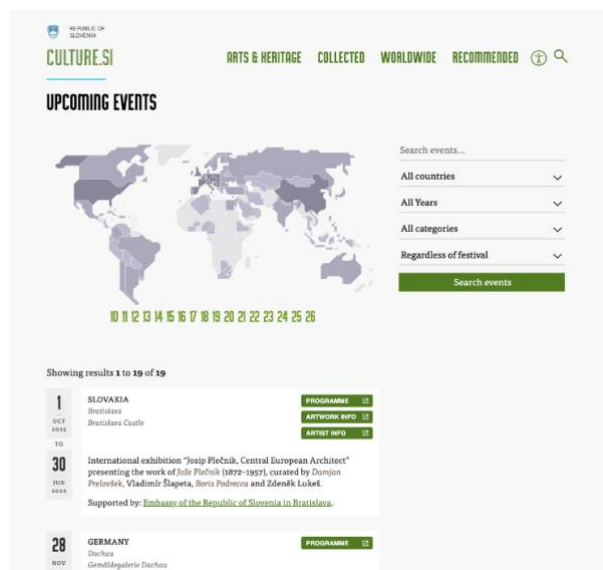 REPUBLIC OF
SLOVENIA
CULTURE.SI
ARTS & HERITAGE COLLECTED WORLDWIDE RECOMMENDED
UPCOMING EVENTS
Search events...
All countries
All Years
All categories
Regardless of festival
Search events
10 11 12 13 14 15 16 17 18 19 20 21 22 23 24 25 26
Showing results 1 to 19 of 19
1
OCT
TO
30
JUN
SLOVAKIA
Bratislava
Bratislava Castle
PROGRAMME
ARTWORK INFO
ARTIST INFO
International exhibition "Josip Plečnik, Central European Architect"
presenting the work of Jože Plečnik (1872–1957), curated by Damjan
Prelovšek, Vladimír Šlapeta, Boris Podrecca and Zdeněk Lukeš.
Supported by: Embassy of the Republic of Slovenia in Bratislava.
28
NOV
GERMANY
Dachau
Gemäldegalerie Dachau
PROGRAMME